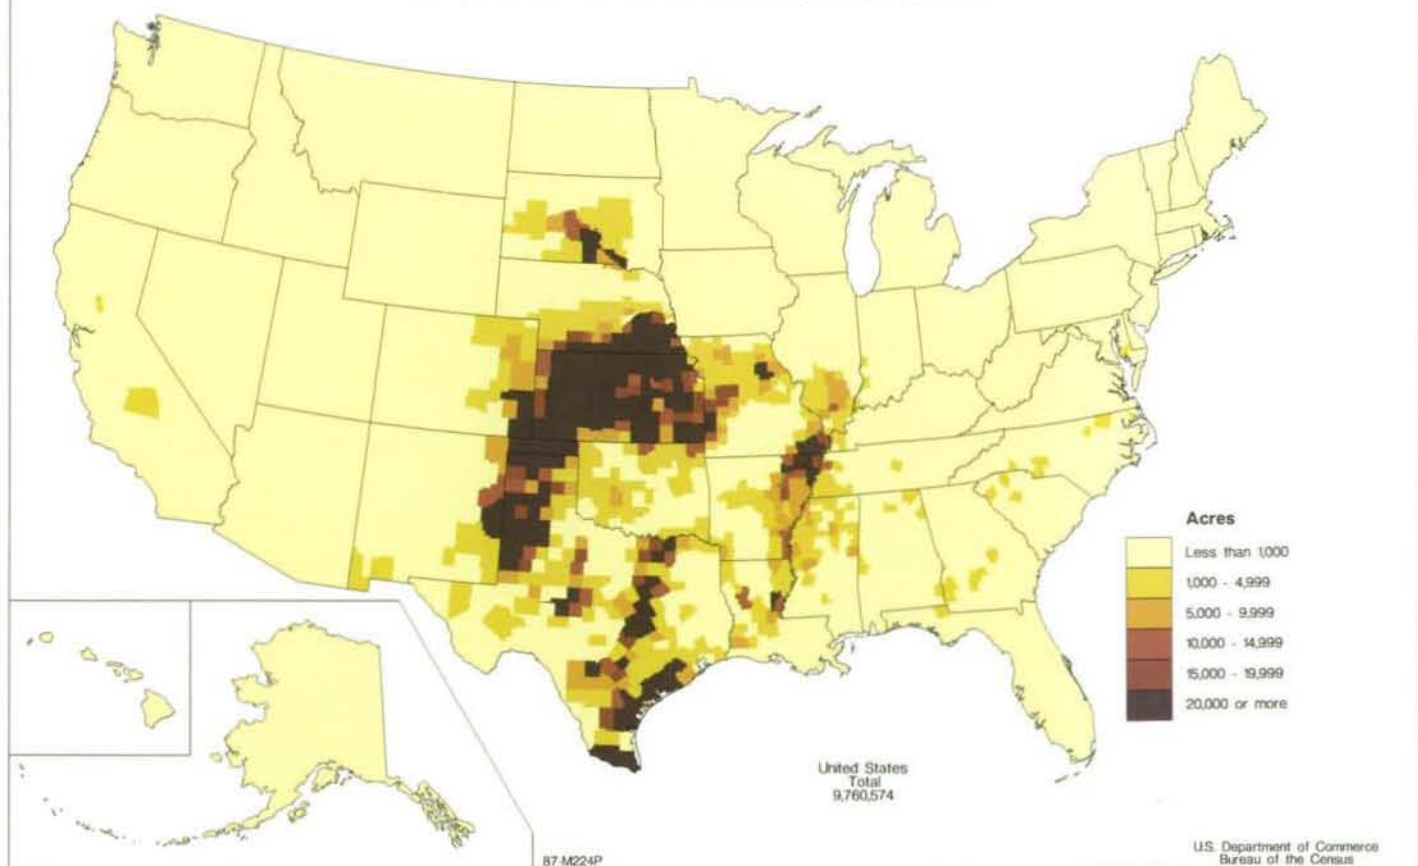 Acres
Less than 1,000
1,000 - 4,999
5,000 - 9,999
10,000 - 14,999
15,000 - 19,999
20,000 or more
United States
Total
9,760,574
87-M224P
U.S. Department of Commerce
Bureau of the Census